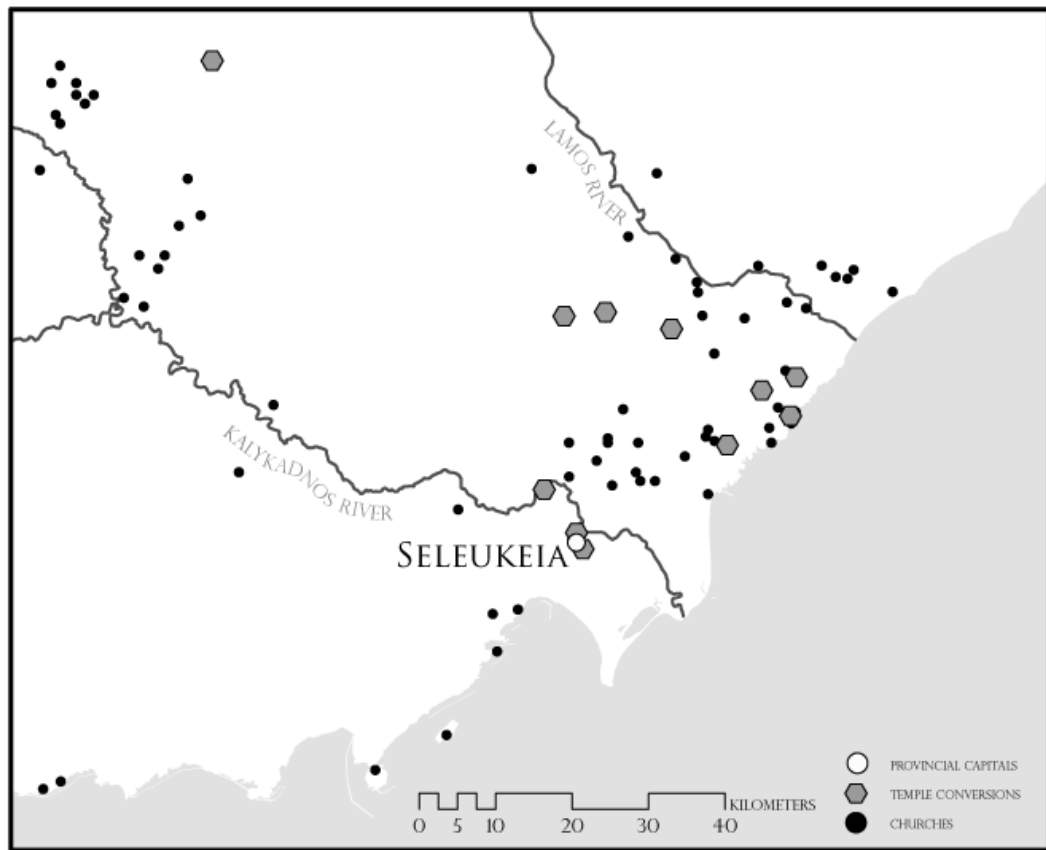 LAMOS RIVER
KALYKADNOS RIVER
SELEUKEIA
PROVINCIAL CAPITALS
TEMPLE CONVERSIONS
CHURCHES
KILOMETERS
0 5 10 20 30 40